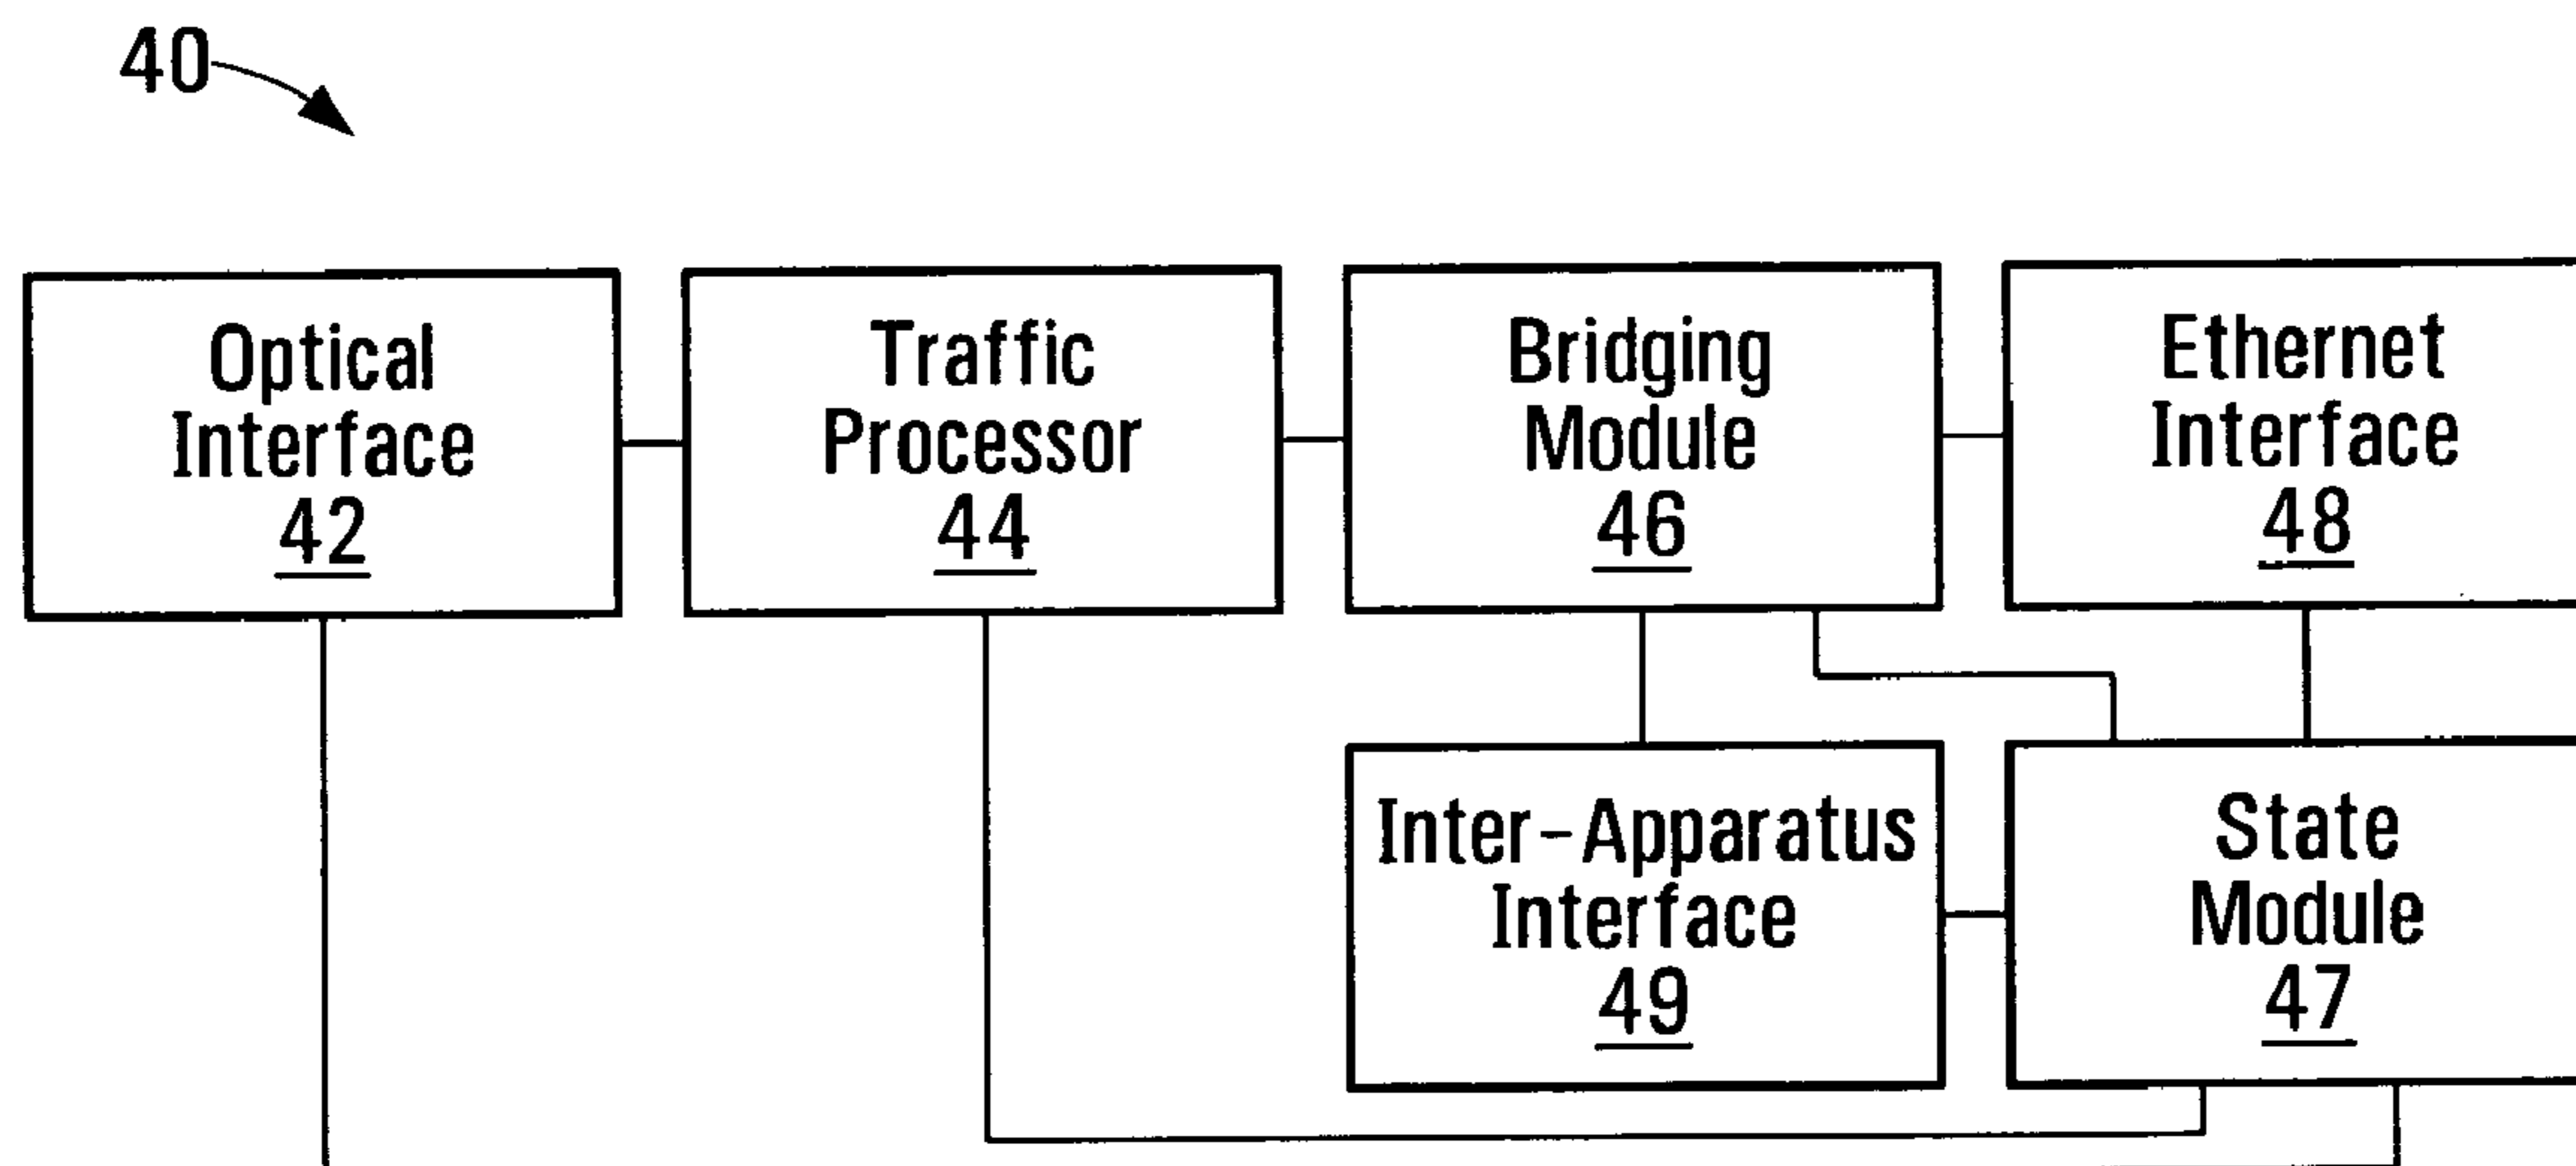 40
Optical
Interface
42
Traffic
Processor
44
Bridging
Module
46
Ethernet
Interface
48
Inter-Apparatus
Interface
49
State
Module
47